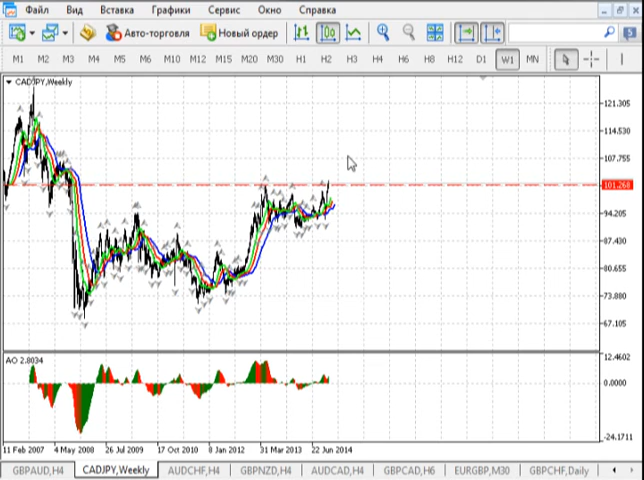 Файл Вид Вставка Графики Сервис Окно Справка
Авто-торговля Новый ордер
M1 M2 M3 M4 M5 M6 M10 M12 M15 M20 M30 H1 H2 H3 H4 H6 H8 H12 D1 W1 MN
CADJPY,Weekly
121.305
114.530
107.755
101.268
94.205
87.430
80.655
73.880
67.105
AO 2.8034
12.4602
0.0000
-24.1711
11 Feb 2007 4 May 2008 26 Jul 2009 17 Oct 2010 8 Jan 2012 31 Mar 2013 22 Jun 2014
GBPAUD,H4 CADJPY,Weekly AUDCHF,H4 GBPNZD,H4 AUDCAD,H4 GBPCAD,H6 EURGBP,M30 GBPCHF,Daily